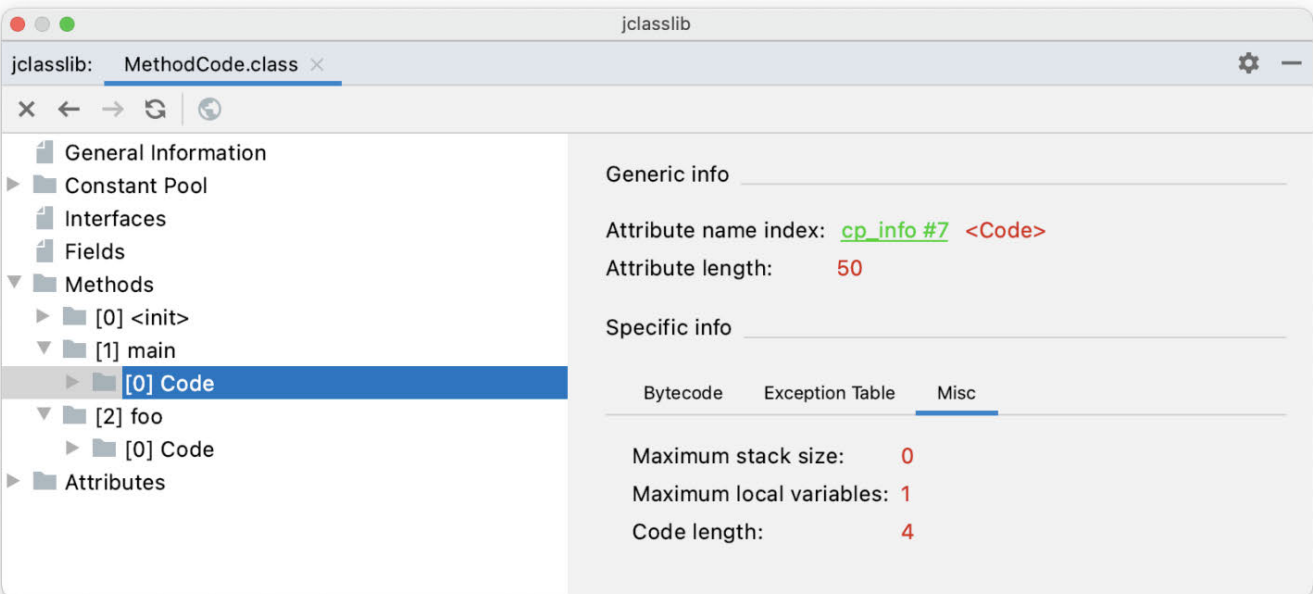 jclasslib
jclasslib: MethodCode.class
General Information
Constant Pool
Interfaces
Fields
Methods
[0] <init>
[1] main
[0] Code
[2] foo
[0] Code
Attributes
Generic info
Attribute name index: cp_info #7 <Code>
Attribute length: 50
Specific info
Bytecode Exception Table Misc
Maximum stack size: 0
Maximum local variables: 1
Code length: 4